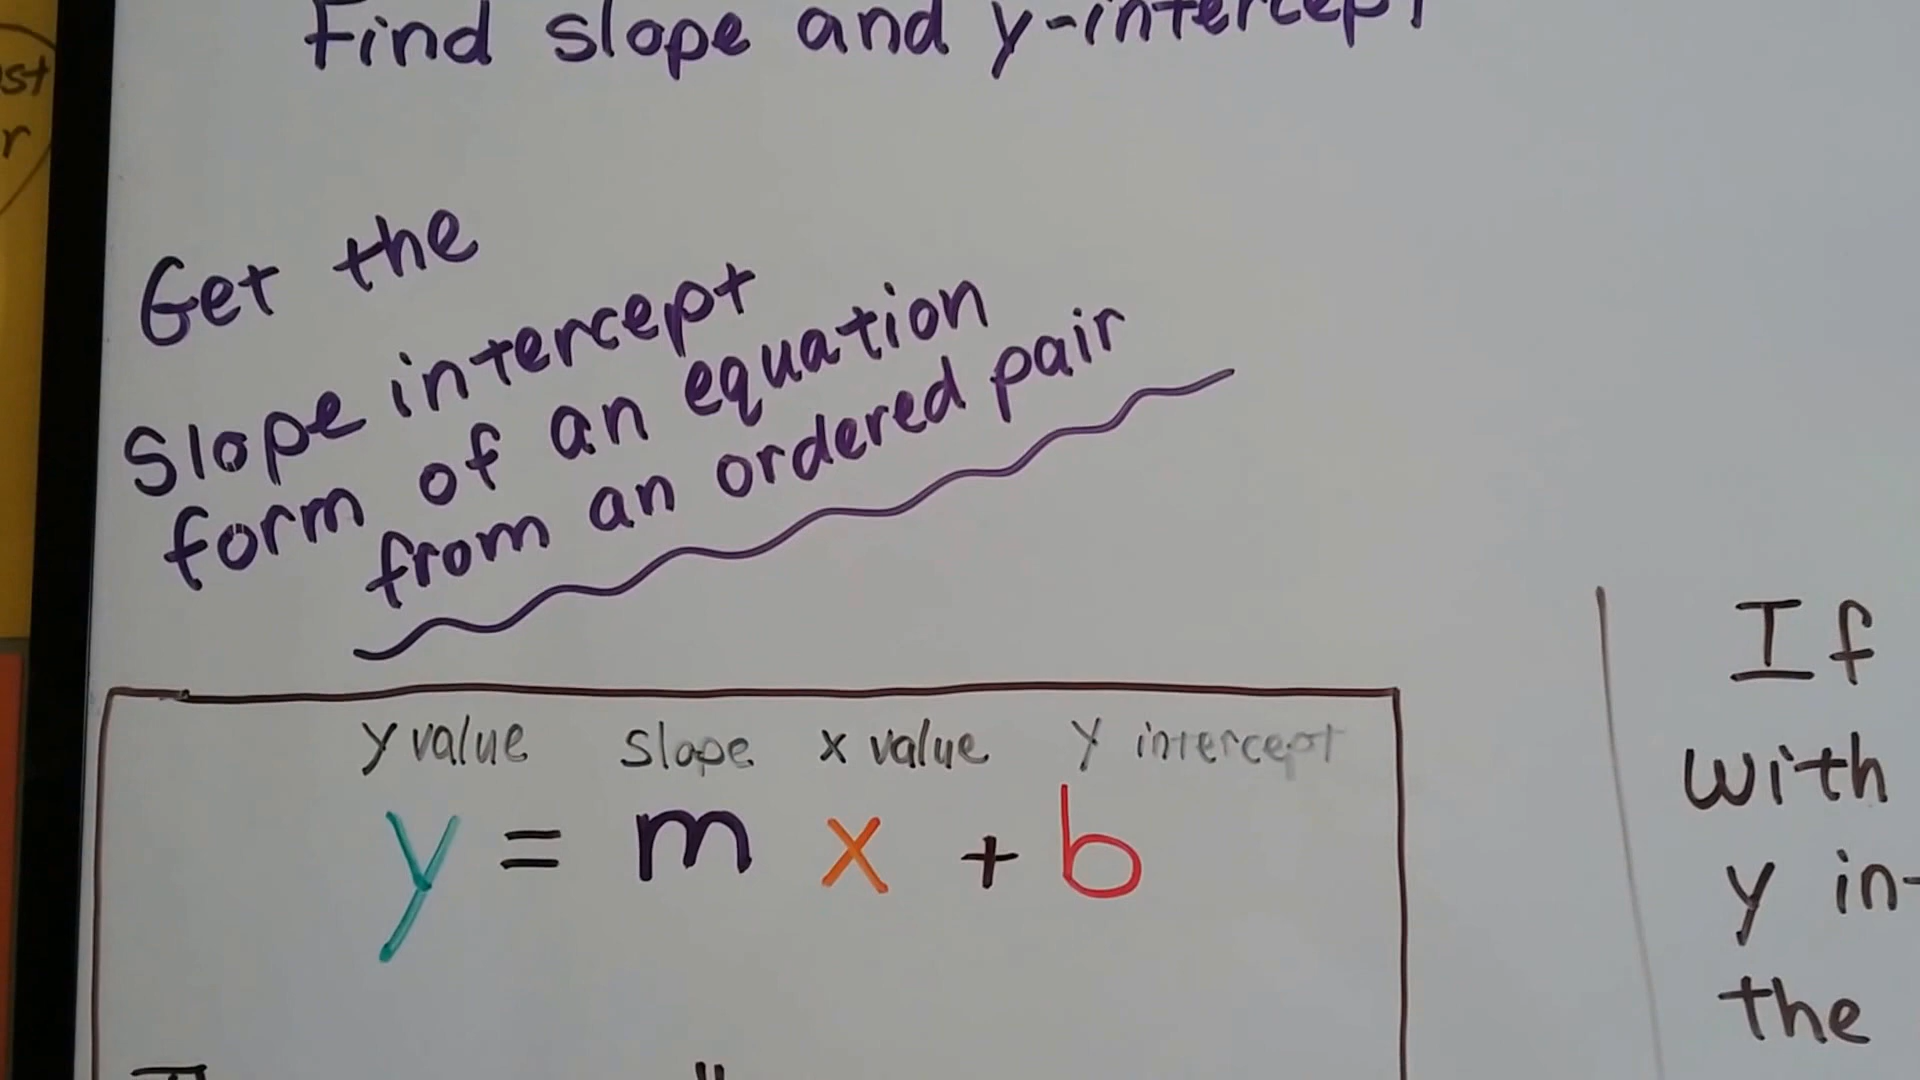 Find slope and y-intercept
Get the
Slope intercept
form of an equation
from an ordered pair
y value slope x value y intercept
y = m x + b
If
with
y in-
the
st
r